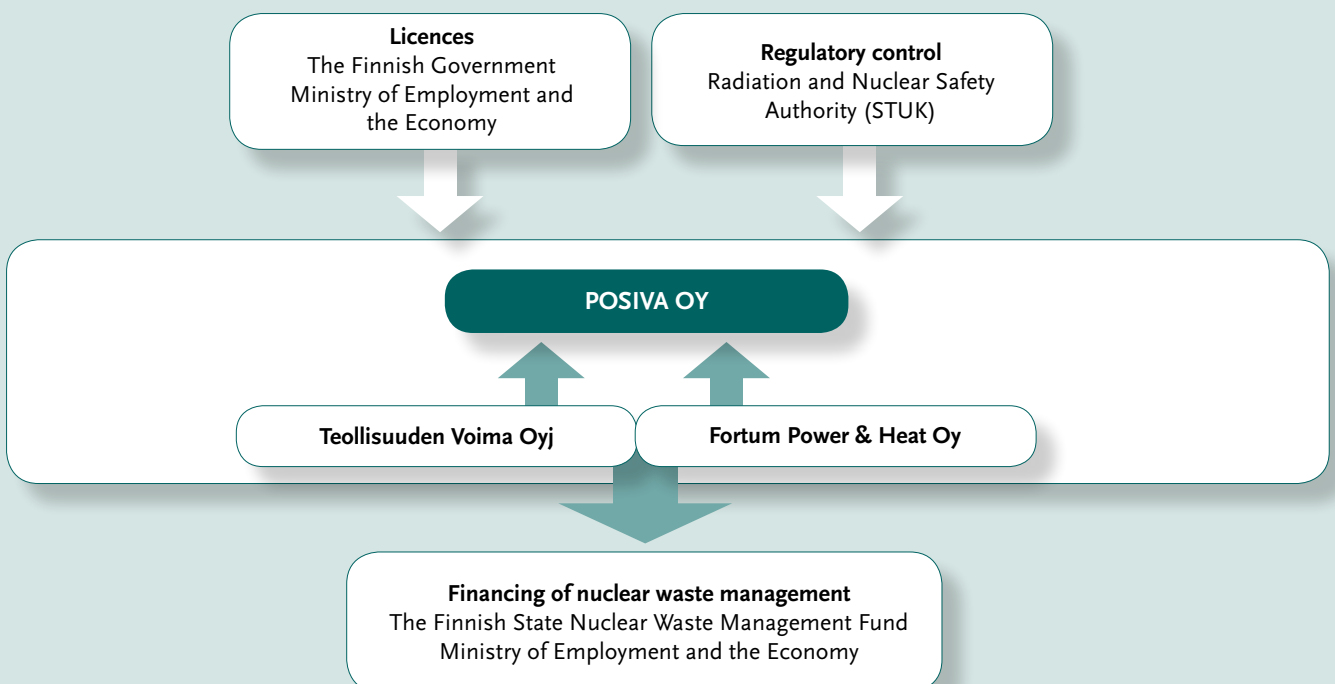 Licences
The Finnish Government
Ministry of Employment and
the Economy
Regulatory control
Radiation and Nuclear Safety
Authority (STUK)
POSIVA OY
Teollisuuden Voima Oyj
Fortum Power & Heat Oy
Financing of nuclear waste management
The Finnish State Nuclear Waste Management Fund
Ministry of Employment and the Economy